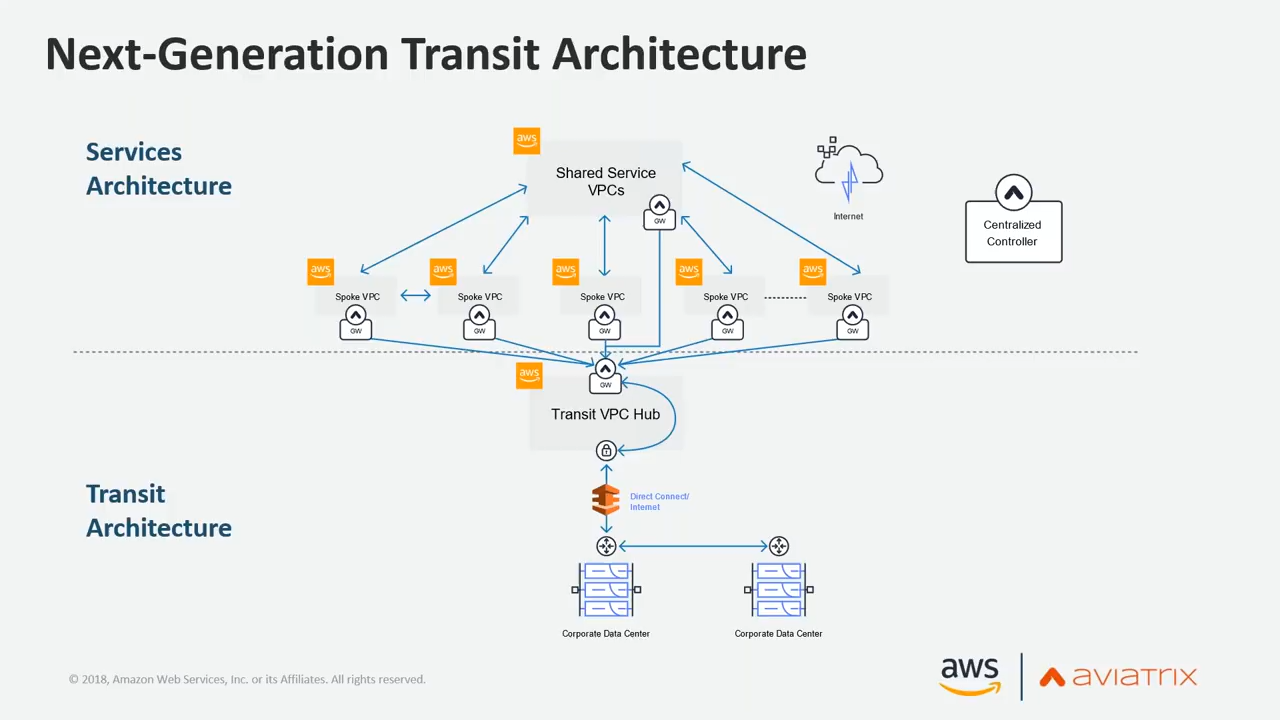 Next-Generation Transit Architecture
Services
Architecture
aws
Shared Service
VPCs
GW
Internet
Centralized
Controller
aws
Spoke VPC
GW
aws
Spoke VPC
GW
aws
Spoke VPC
GW
aws
Spoke VPC
GW
aws
Spoke VPC
GW
aws
GW
Transit VPC Hub
Transit
Architecture
Direct Connect/
Internet
Corporate Data Center
Corporate Data Center
© 2018, Amazon Web Services, Inc. or its Affiliates. All rights reserved.
aws
aviatrix